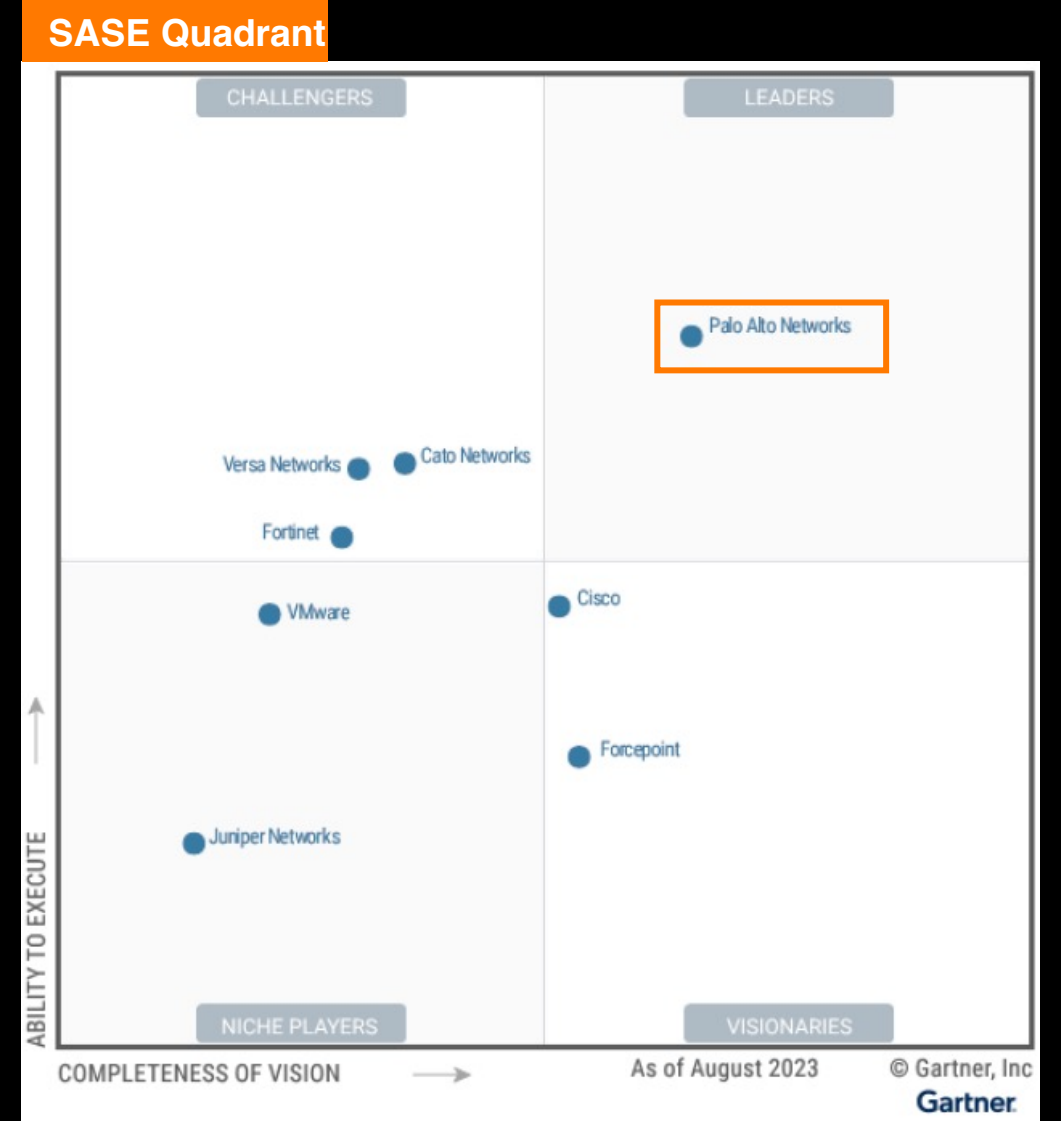 SASE Quadrant
CHALLENGERS
LEADERS
Palo Alto Networks
Versa Networks
Cato Networks
Fortinet
VMware
Cisco
Forcepoint
Juniper Networks
ABILITY TO EXECUTE
NICHE PLAYERS
VISIONARIES
COMPLETENESS OF VISION
As of August 2023
© Gartner, Inc
Gartner